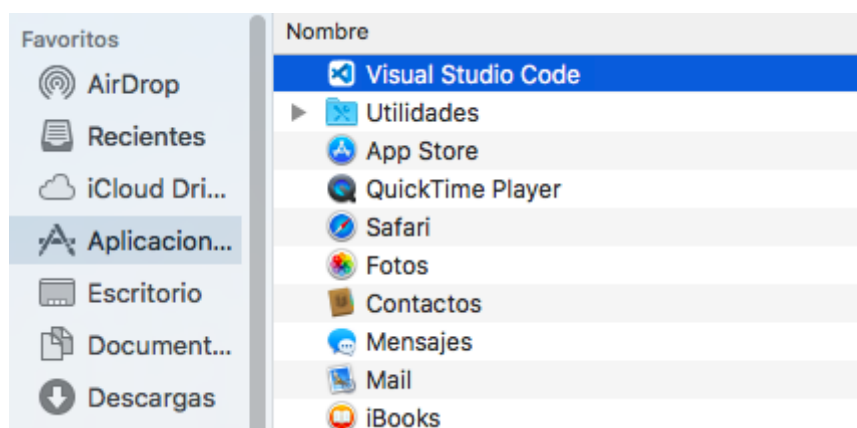 Favoritos
AirDrop
Recientes
iCloud Dri...
Aplicacion...
Escritorio
Document...
Descargas
Nombre
Visual Studio Code
Utilidades
App Store
QuickTime Player
Safari
Fotos
Contactos
Mensajes
Mail
iBooks